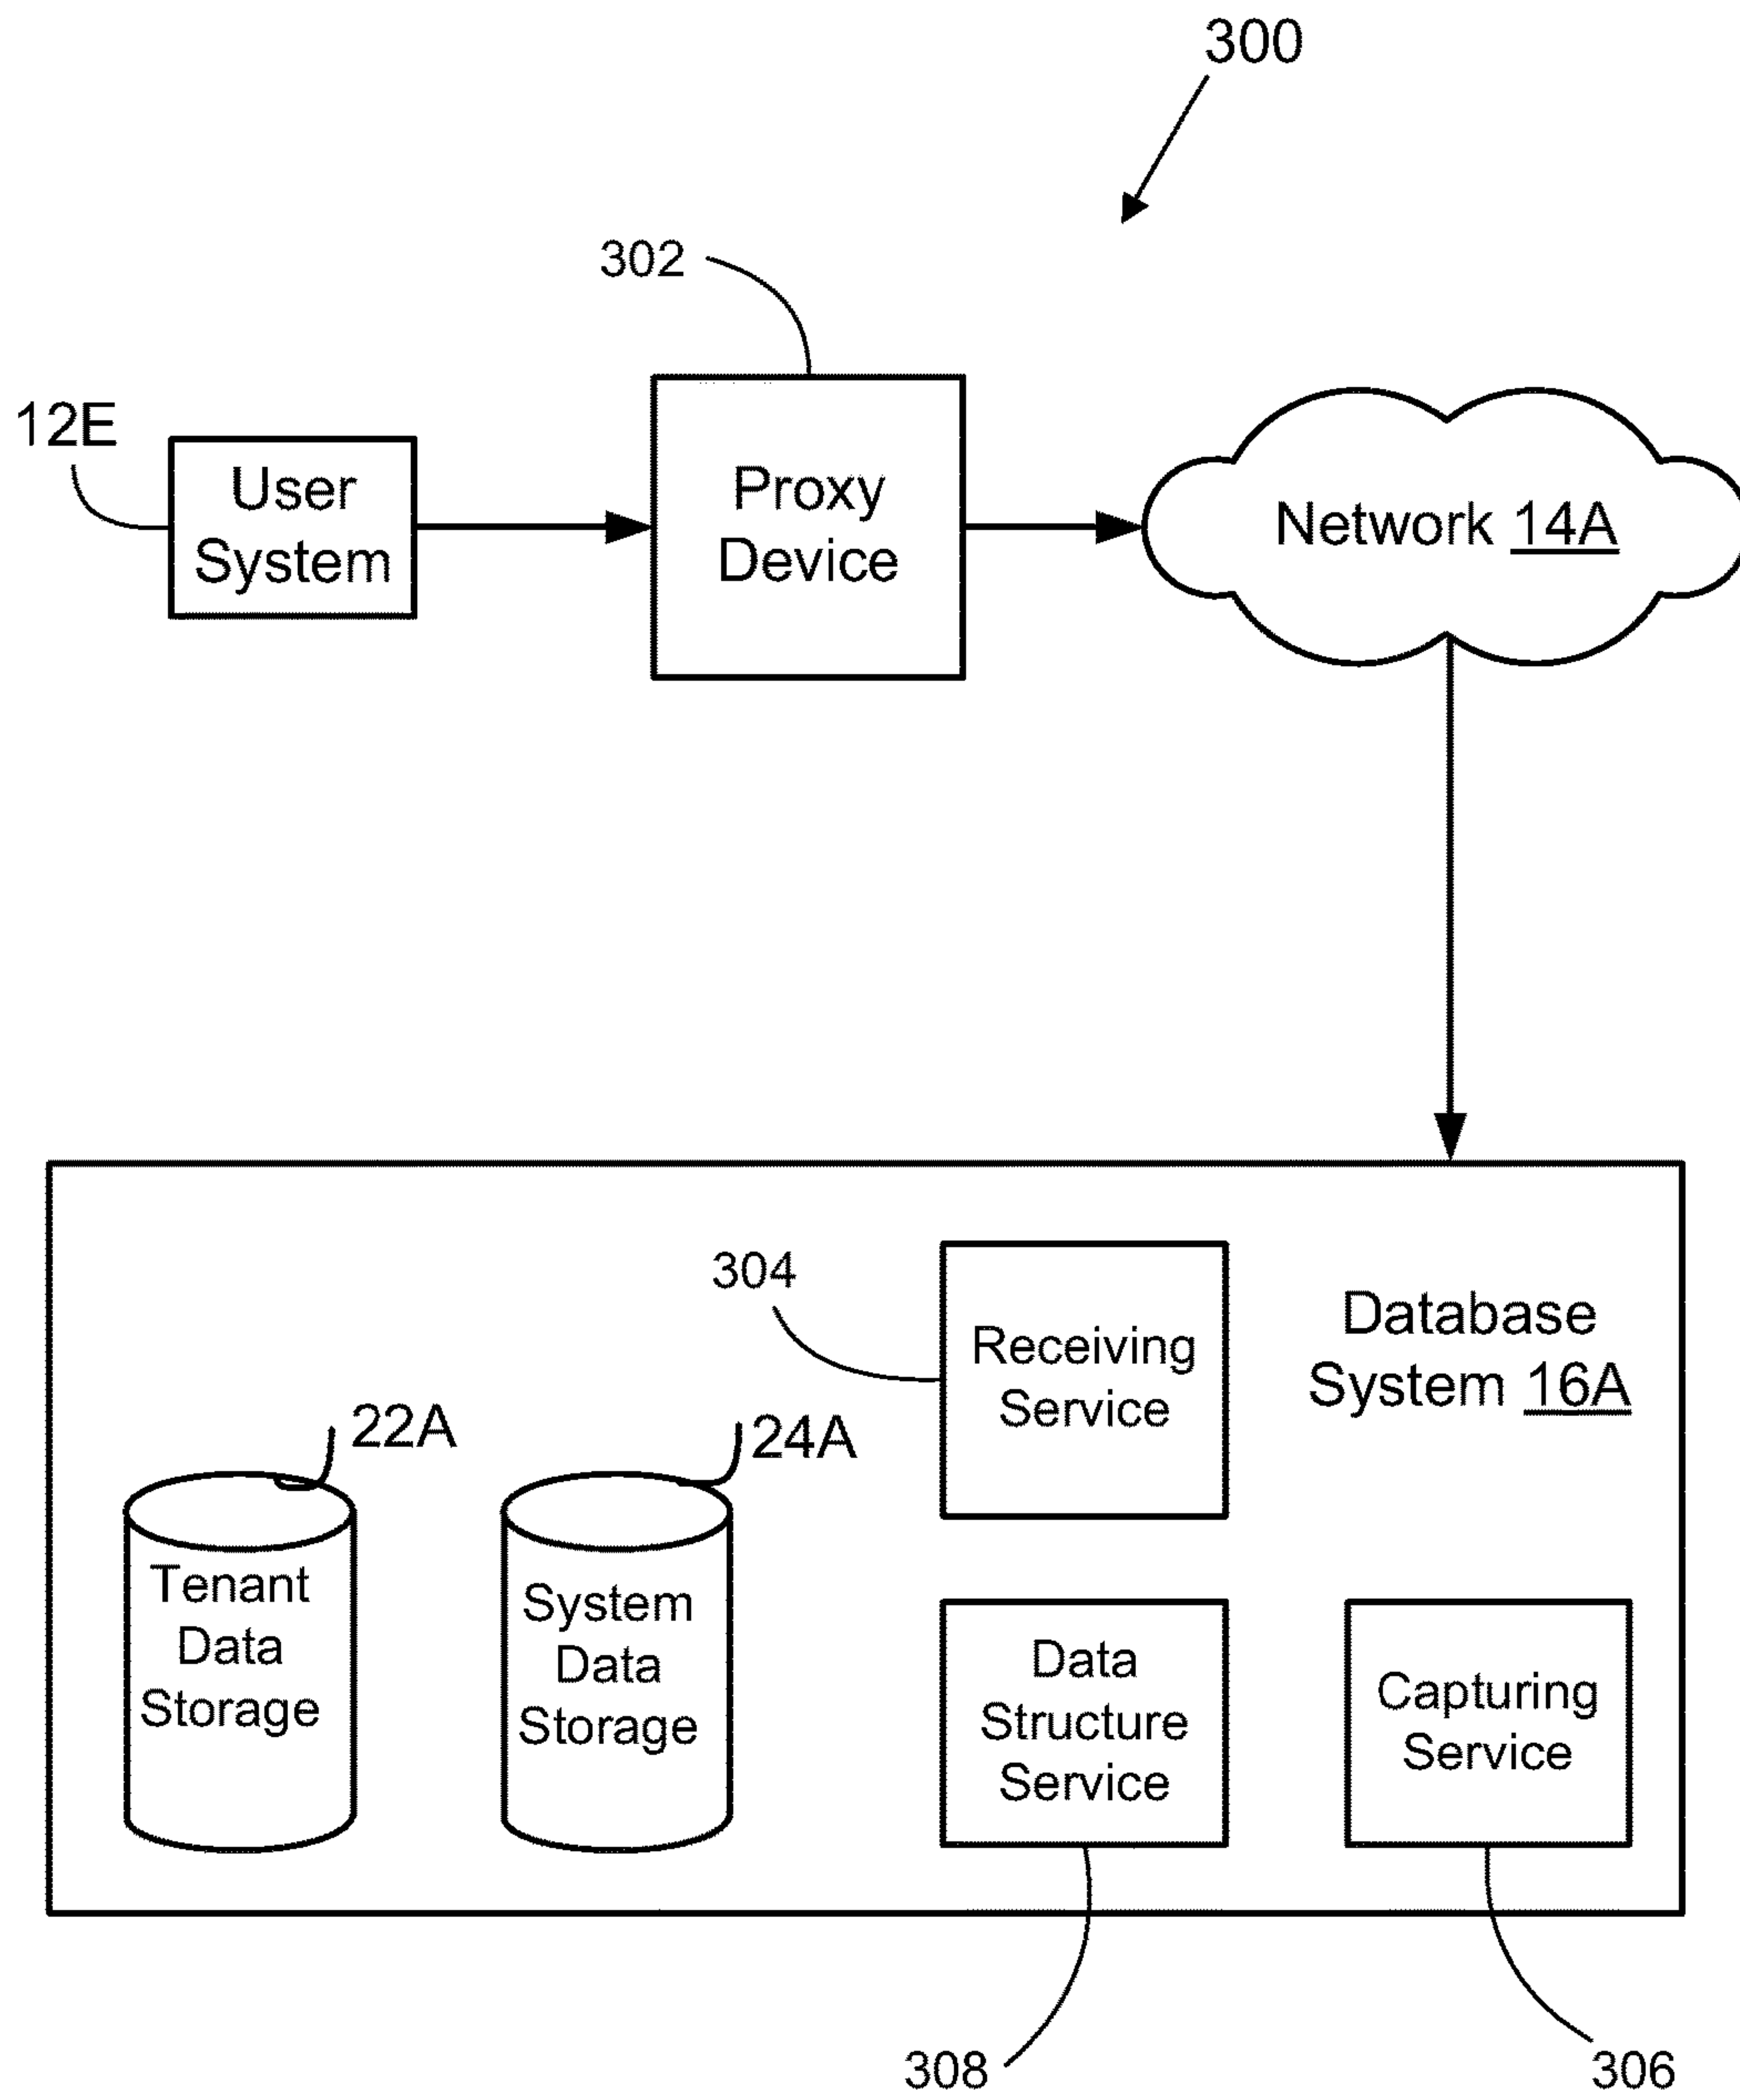 300
302
12E
User
System
Proxy
Device
Network 14A
304
Receiving
Service
Database
System 16A
22A
24A
Tenant
Data
Storage
System
Data
Storage
Data
Structure
Service
Capturing
Service
308
306